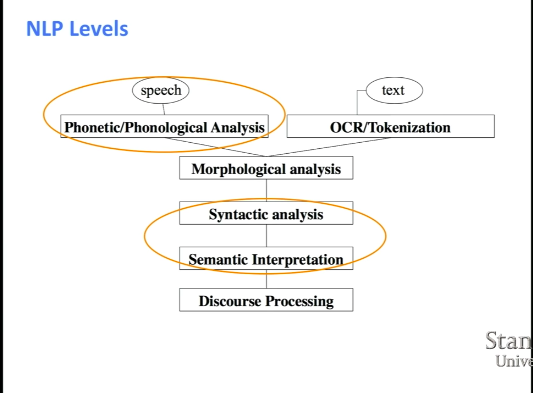 NLP Levels
speech
text
Phonetic/Phonological Analysis
OCR/Tokenization
Morphological analysis
Syntactic analysis
Semantic Interpretation
Discourse Processing
Stan
Unive